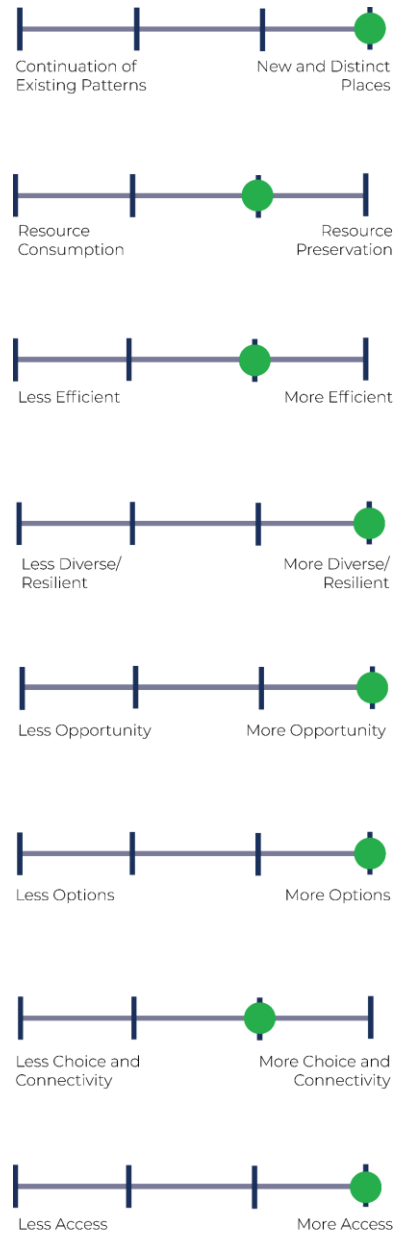 Continuation of
Existing Patterns
New and Distinct
Places
Resource
Consumption
Resource
Preservation
Less Efficient
More Efficient
Less Diverse/
Resilient
More Diverse/
Resilient
Less Opportunity
More Opportunity
Less Options
More Options
Less Choice and
Connectivity
More Choice and
Connectivity
Less Access
More Access